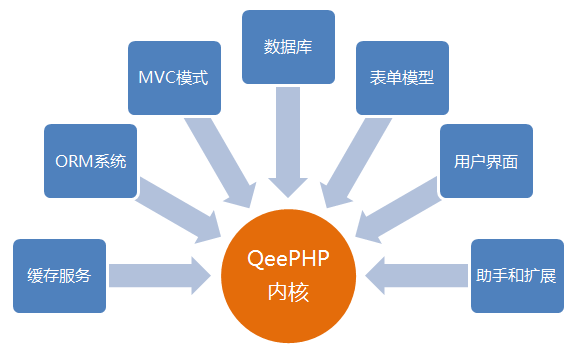 数据库
MVC模式
表单模型
ORM系统
用户界面
缓存服务
QeePHP
内核
助手和扩展